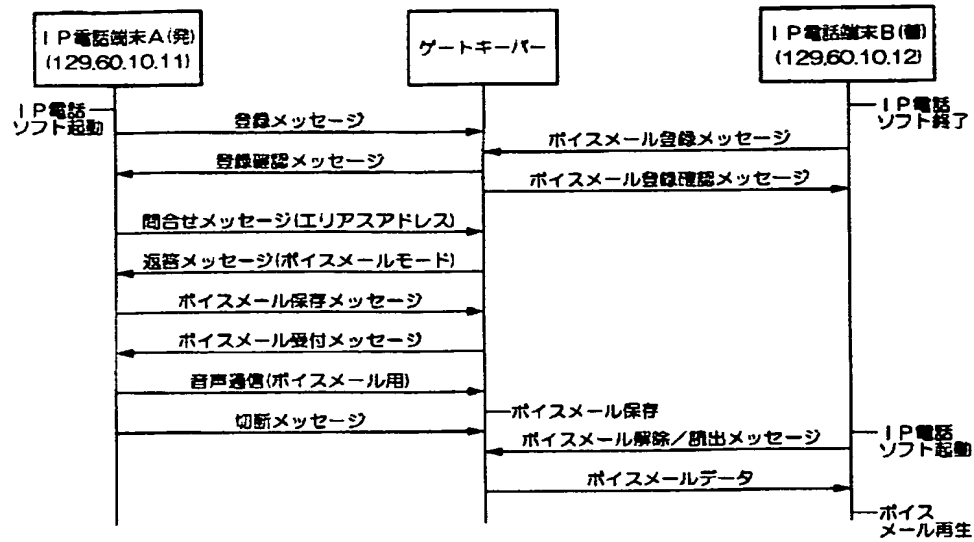 IP電話端末A(発)
(129.60.10.11)
ゲートキーパー
IP電話端末B(着)
(129.60.10.12)
IP電話
ソフト起動
IP電話
ソフト終了
登録メッセージ
ボイスメール登録メッセージ
登録確認メッセージ
ボイスメール登録確認メッセージ
問合せメッセージ(エリアスアドレス)
返答メッセージ(ボイスメールモード)
ボイスメール保存メッセージ
ボイスメール受付メッセージ
音声通信(ボイスメール用)
ボイスメール保存
切断メッセージ
ボイスメール解除/読出メッセージ
IP電話
ソフト起動
ボイスメールデータ
ボイス
メール再生